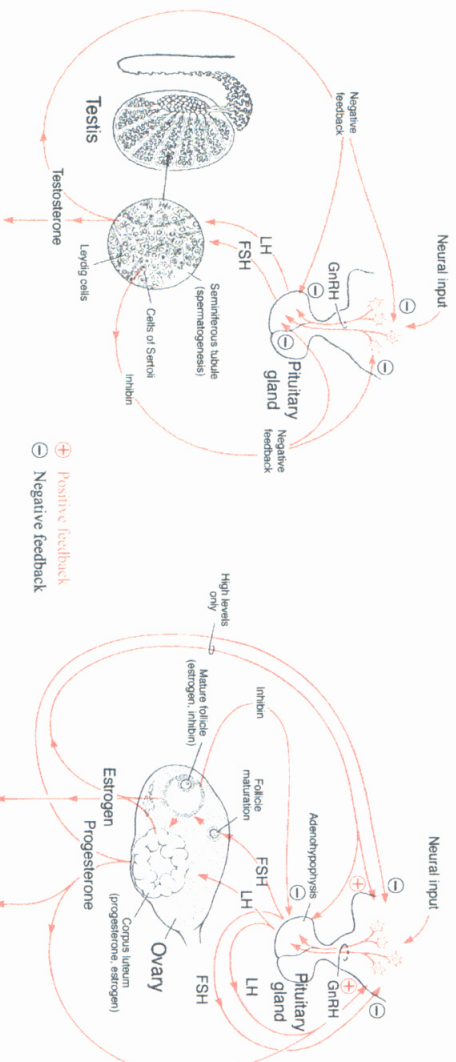 Neural input
Negative
feedback
GnRH
LH
FSH
Pituitary
gland
Negative
feedback
Testis
Seminiferous tubule
(spermatogenesis)
Cells of Sertoli
Leydig cells
Testosterone
Inhibin
+ Positive feedback
− Negative feedback
Neural input
High levels
only
Inhibin
Adenohypophysis
GnRH
Pituitary
gland
FSH
LH
LH
FSH
Mature follicle
(estrogen, inhibin)
Follicle
maturation
Ovary
Estrogen
Progesterone
Corpus luteum
(progesterone, estrogen)